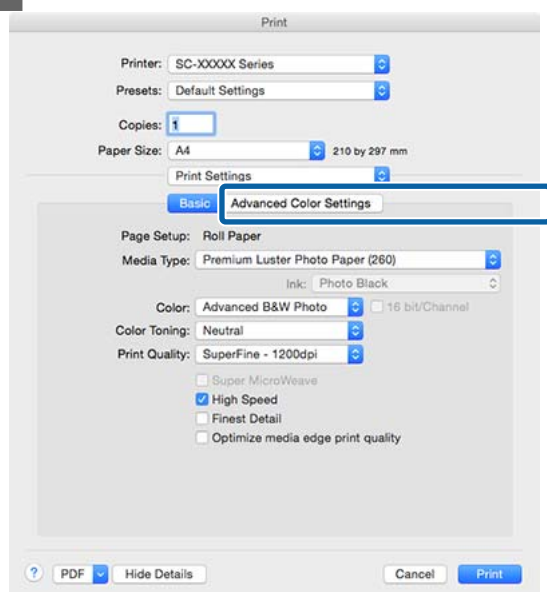 Print
Printer: SC-XXXXX Series
Presets: Default Settings
Copies: 1
Paper Size: A4 210 by 297 mm
Print Settings
Basic Advanced Color Settings
Page Setup: Roll Paper
Media Type: Premium Luster Photo Paper (260)
Ink: Photo Black
Color: Advanced B&W Photo 16 bit/Channel
Color Toning: Neutral
Print Quality: SuperFine - 1200dpi
Super MicroWeave
High Speed
Finest Detail
Optimize media edge print quality
? PDF Hide Details Cancel Print